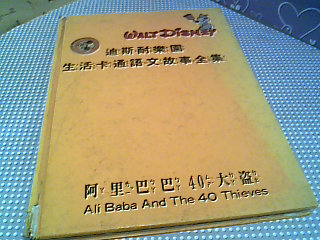 WALT DISNEY
迪斯耐樂園
生活卡通語文故事全集
阿里巴巴40大盜
Ali Baba And The 40 Thieves